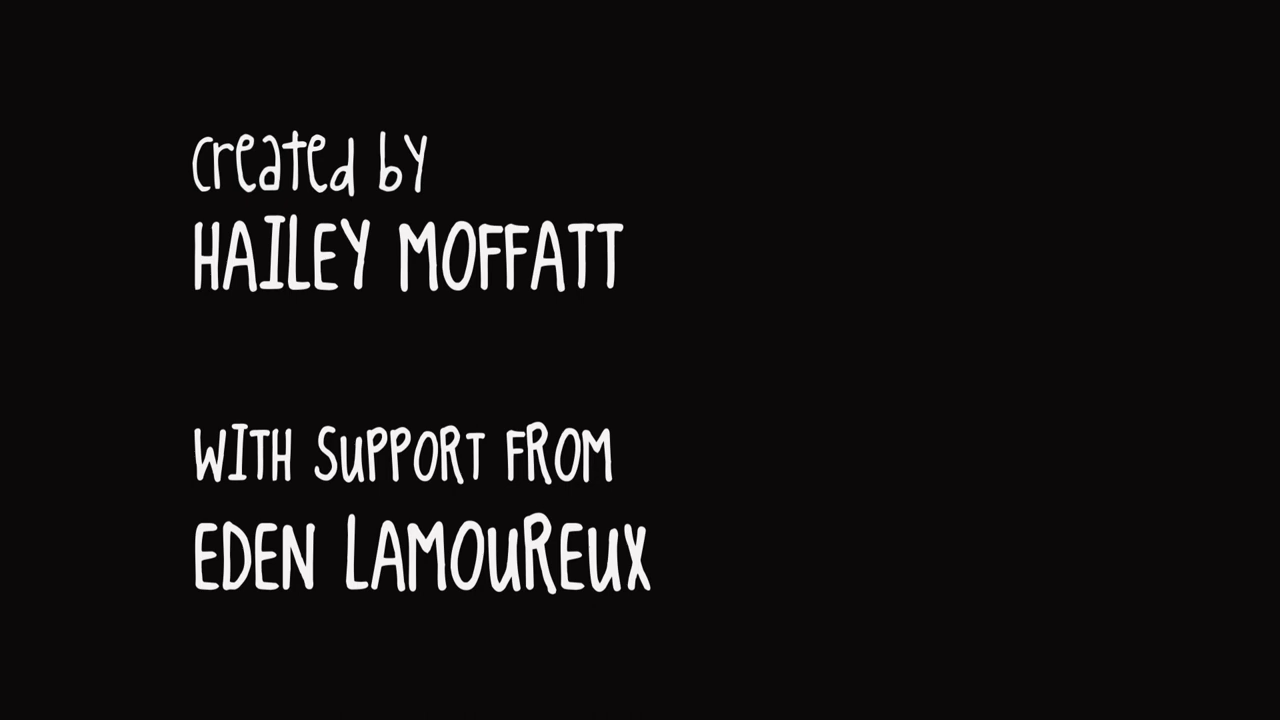 created by
HAILEY MOFFATT
WITH SUPPORT FROM
EDEN LAMOUREUX